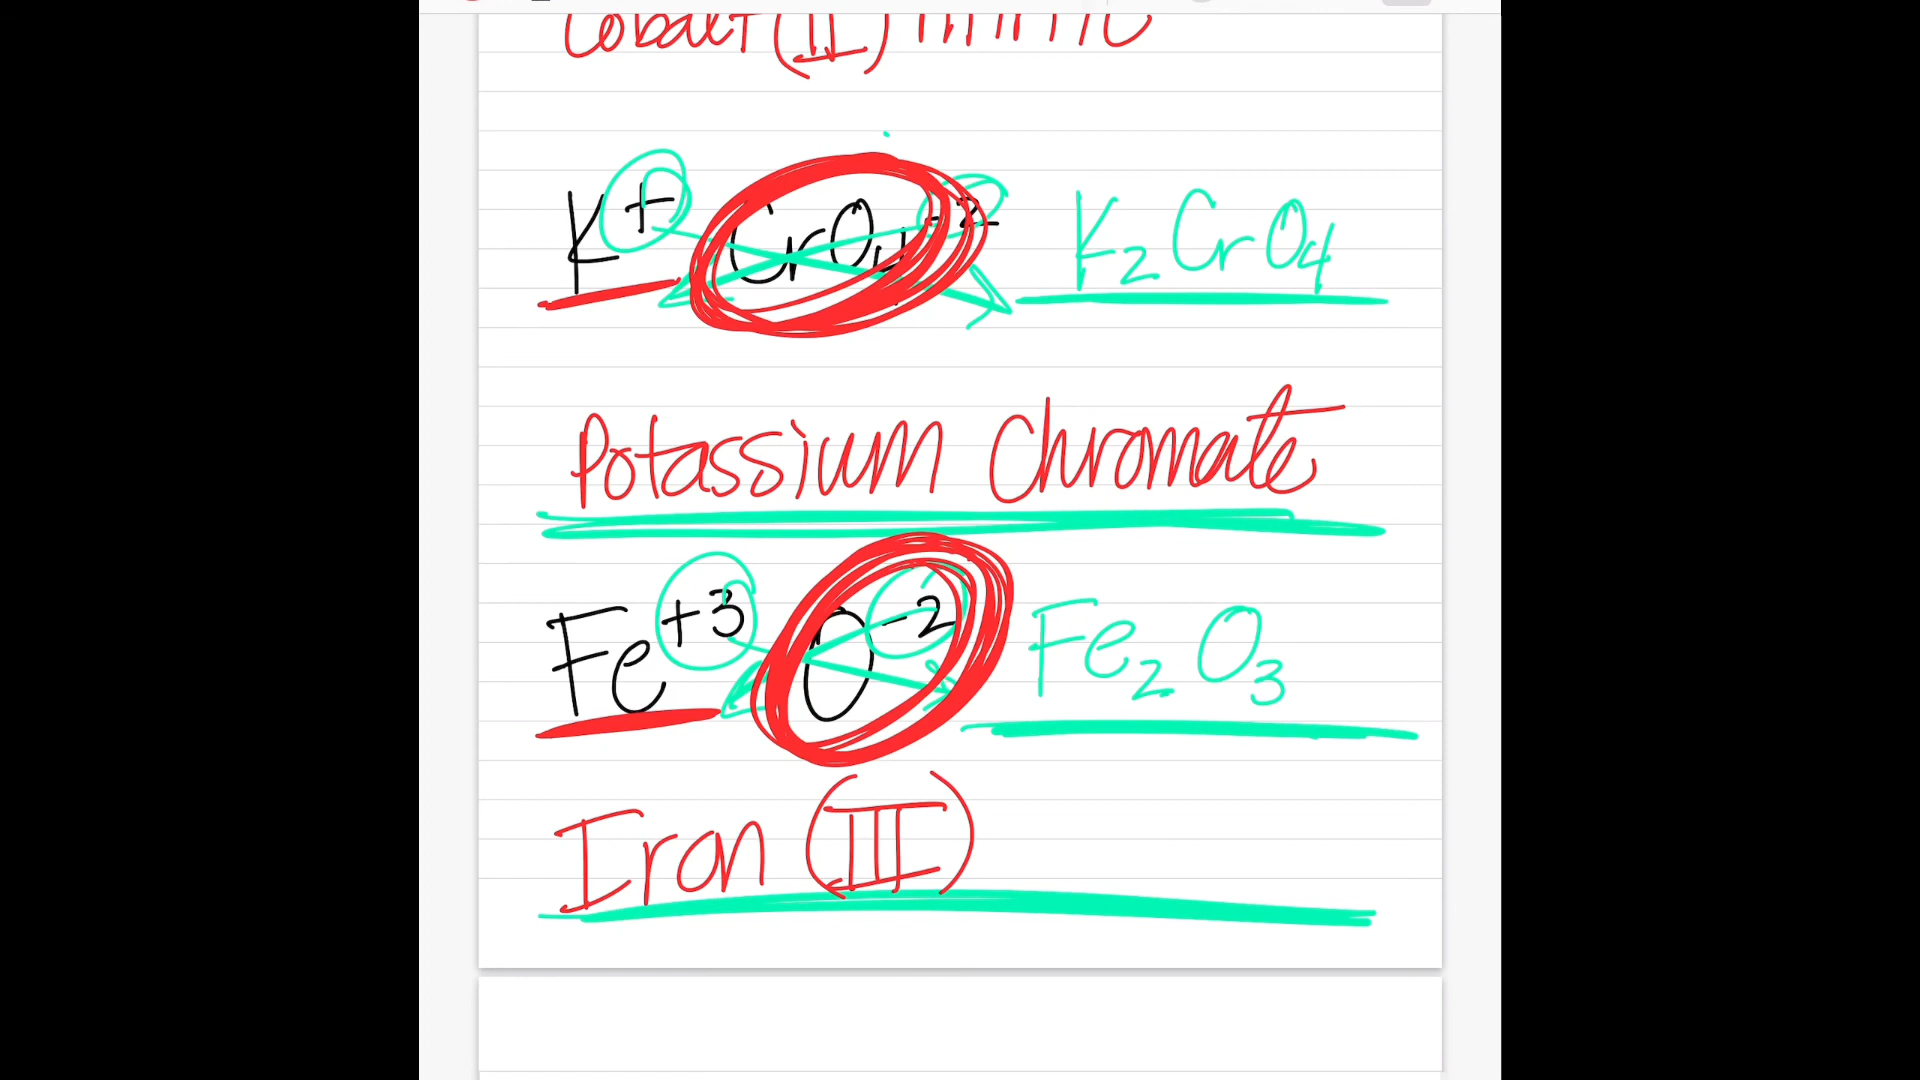 Cobalt (II)
K+ CrO4-2 K2CrO4
Potassium Chromate
Fe+3 O-2 Fe2O3
Iron (III)